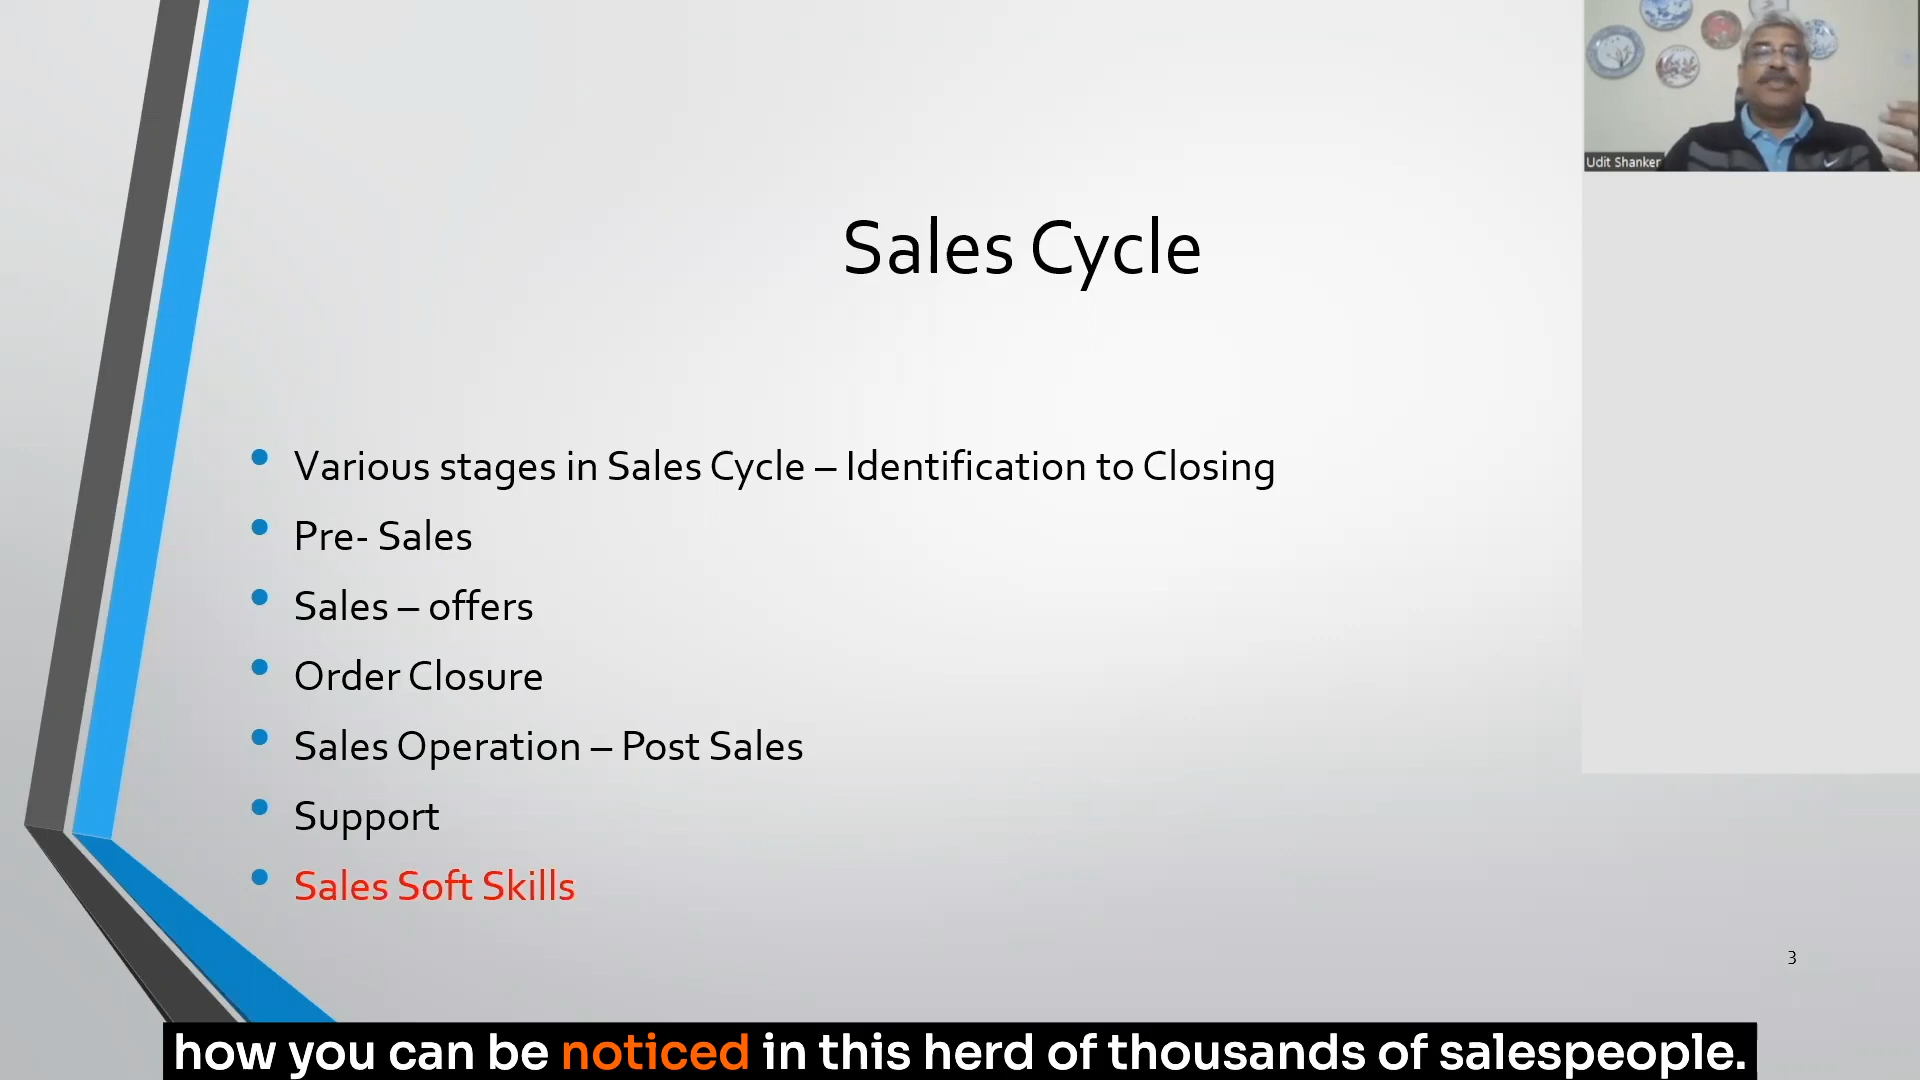 Udit Shanker
Sales Cycle
• Various stages in Sales Cycle – Identification to Closing
• Pre- Sales
• Sales – offers
• Order Closure
• Sales Operation – Post Sales
• Support
• Sales Soft Skills
3
how you can be noticed in this herd of thousands of salespeople.